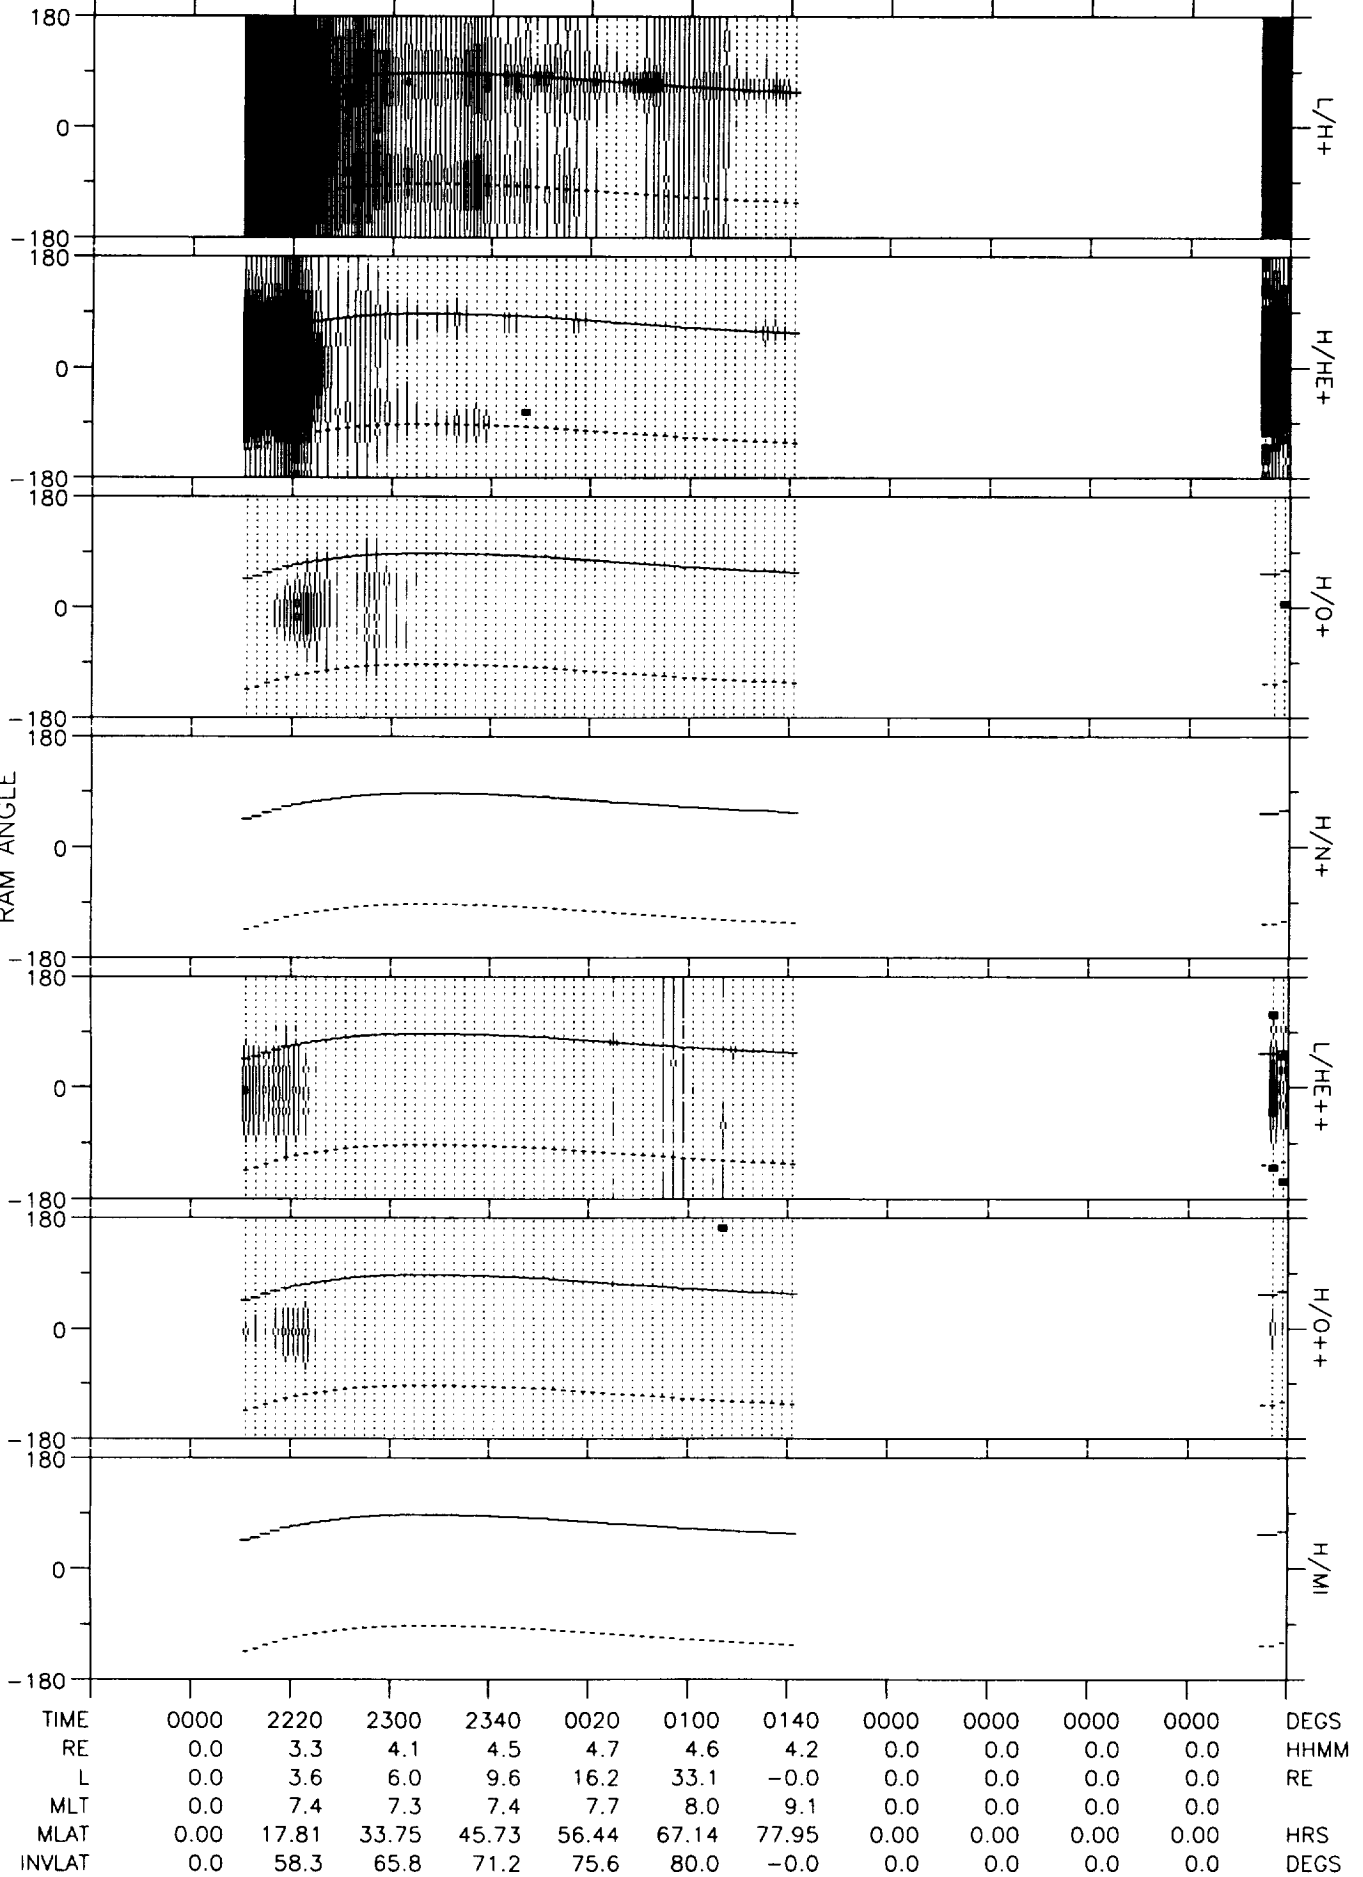 180
0
-180
L/H+
180
0
-180
H/HE+
180
0
-180
H/O+
RAM ANGLE
180
0
-180
H/N+
180
0
-180
L/HE++
180
0
-180
H/O++
180
0
-180
H/MI
TIME 0000 2220 2300 2340 0020 0100 0140 0000 0000 0000 0000 DEGS
RE 0.0 3.3 4.1 4.5 4.7 4.6 4.2 0.0 0.0 0.0 0.0 HHMM
L 0.0 3.6 6.0 9.6 16.2 33.1 -0.0 0.0 0.0 0.0 0.0 RE
MLT 0.0 7.4 7.3 7.4 7.7 8.0 9.1 0.0 0.0 0.0 0.0
MLAT 0.00 17.81 33.75 45.73 56.44 67.14 77.95 0.00 0.00 0.00 0.00 HRS
INVLAT 0.0 58.3 65.8 71.2 75.6 80.0 -0.0 0.0 0.0 0.0 0.0 DEGS